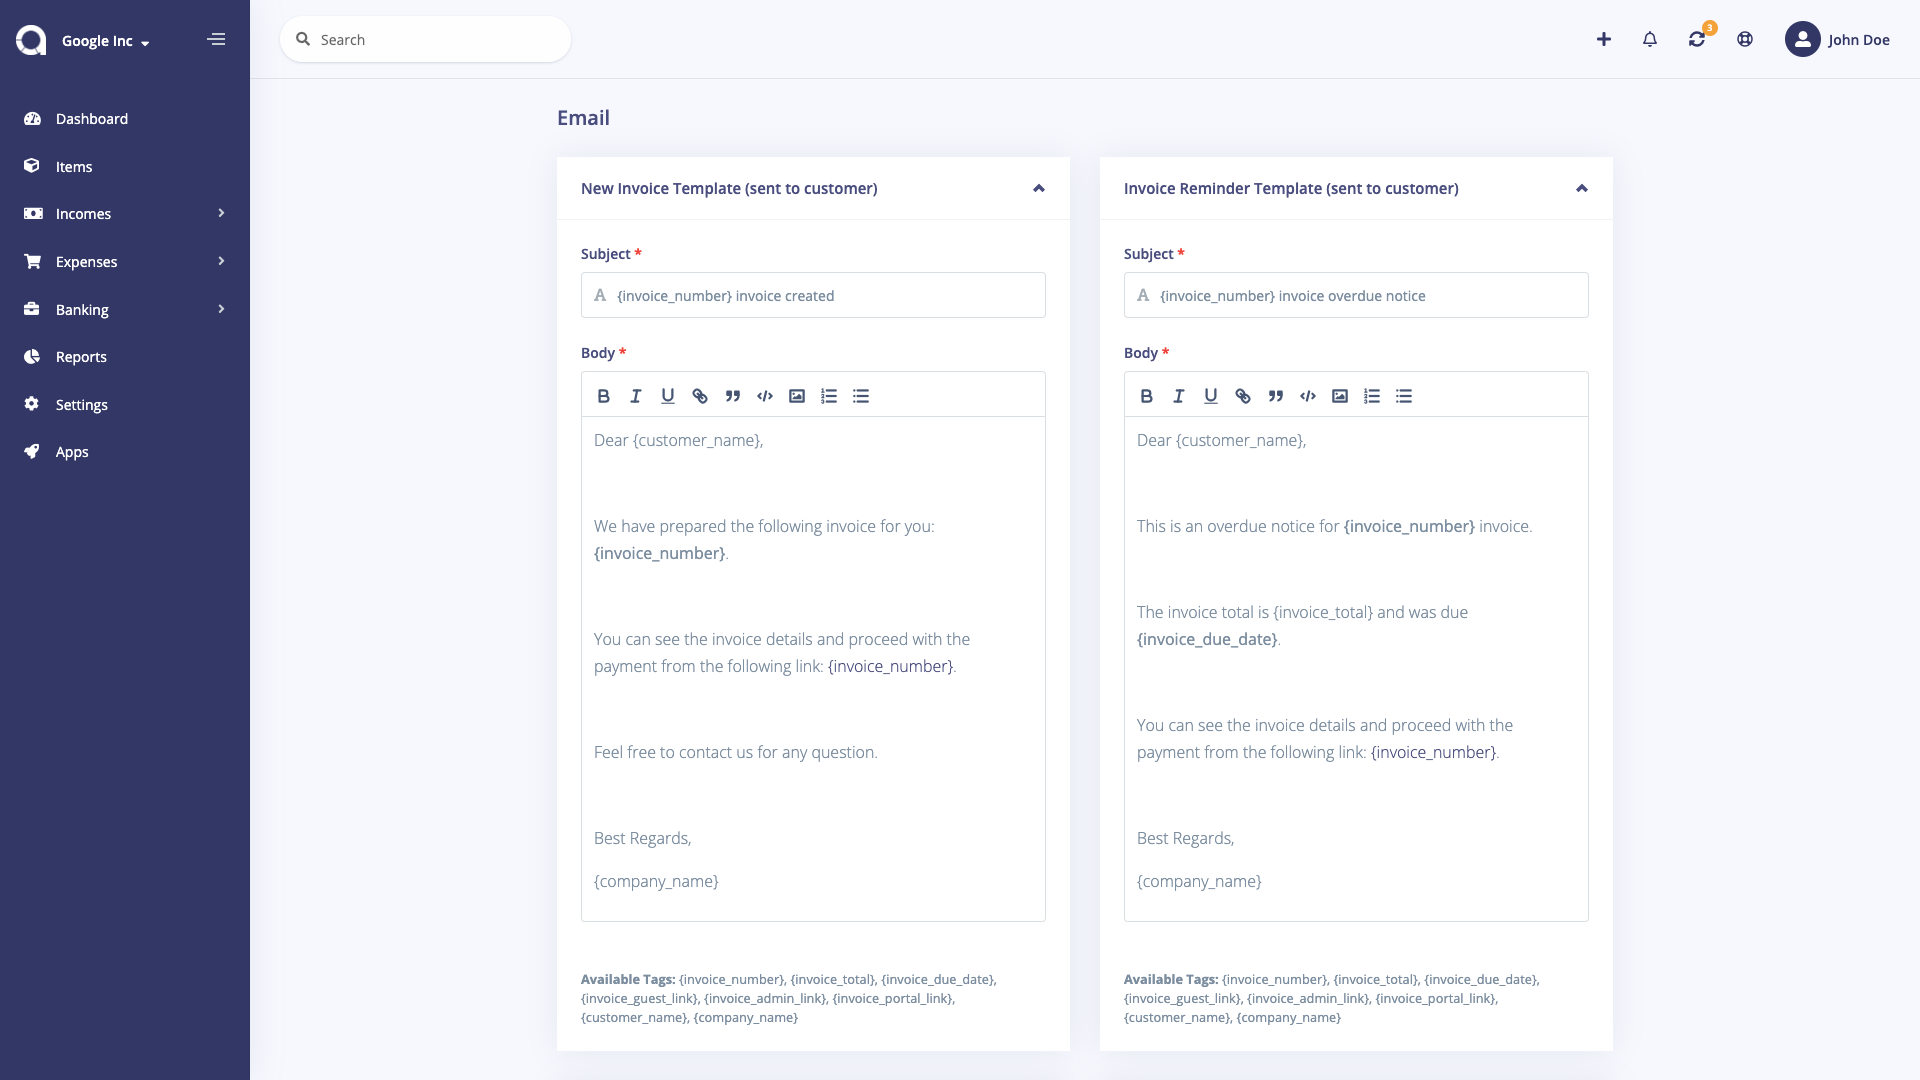 Google Inc
Search
3
John Doe
Dashboard
Items
Incomes
Expenses
Banking
Reports
Settings
Apps
Email
New Invoice Template (sent to customer)
Subject *
{invoice_number} invoice created
Body *
Dear {customer_name},
We have prepared the following invoice for you:
{invoice_number}.
You can see the invoice details and proceed with the
payment from the following link: {invoice_number}.
Feel free to contact us for any question.
Best Regards,
{company_name}
Available Tags: {invoice_number}, {invoice_total}, {invoice_due_date},
{invoice_guest_link}, {invoice_admin_link}, {invoice_portal_link},
{customer_name}, {company_name}
Invoice Reminder Template (sent to customer)
Subject *
{invoice_number} invoice overdue notice
Body *
Dear {customer_name},
This is an overdue notice for {invoice_number} invoice.
The invoice total is {invoice_total} and was due
{invoice_due_date}.
You can see the invoice details and proceed with the
payment from the following link: {invoice_number}.
Best Regards,
{company_name}
Available Tags: {invoice_number}, {invoice_total}, {invoice_due_date},
{invoice_guest_link}, {invoice_admin_link}, {invoice_portal_link},
{customer_name}, {company_name}